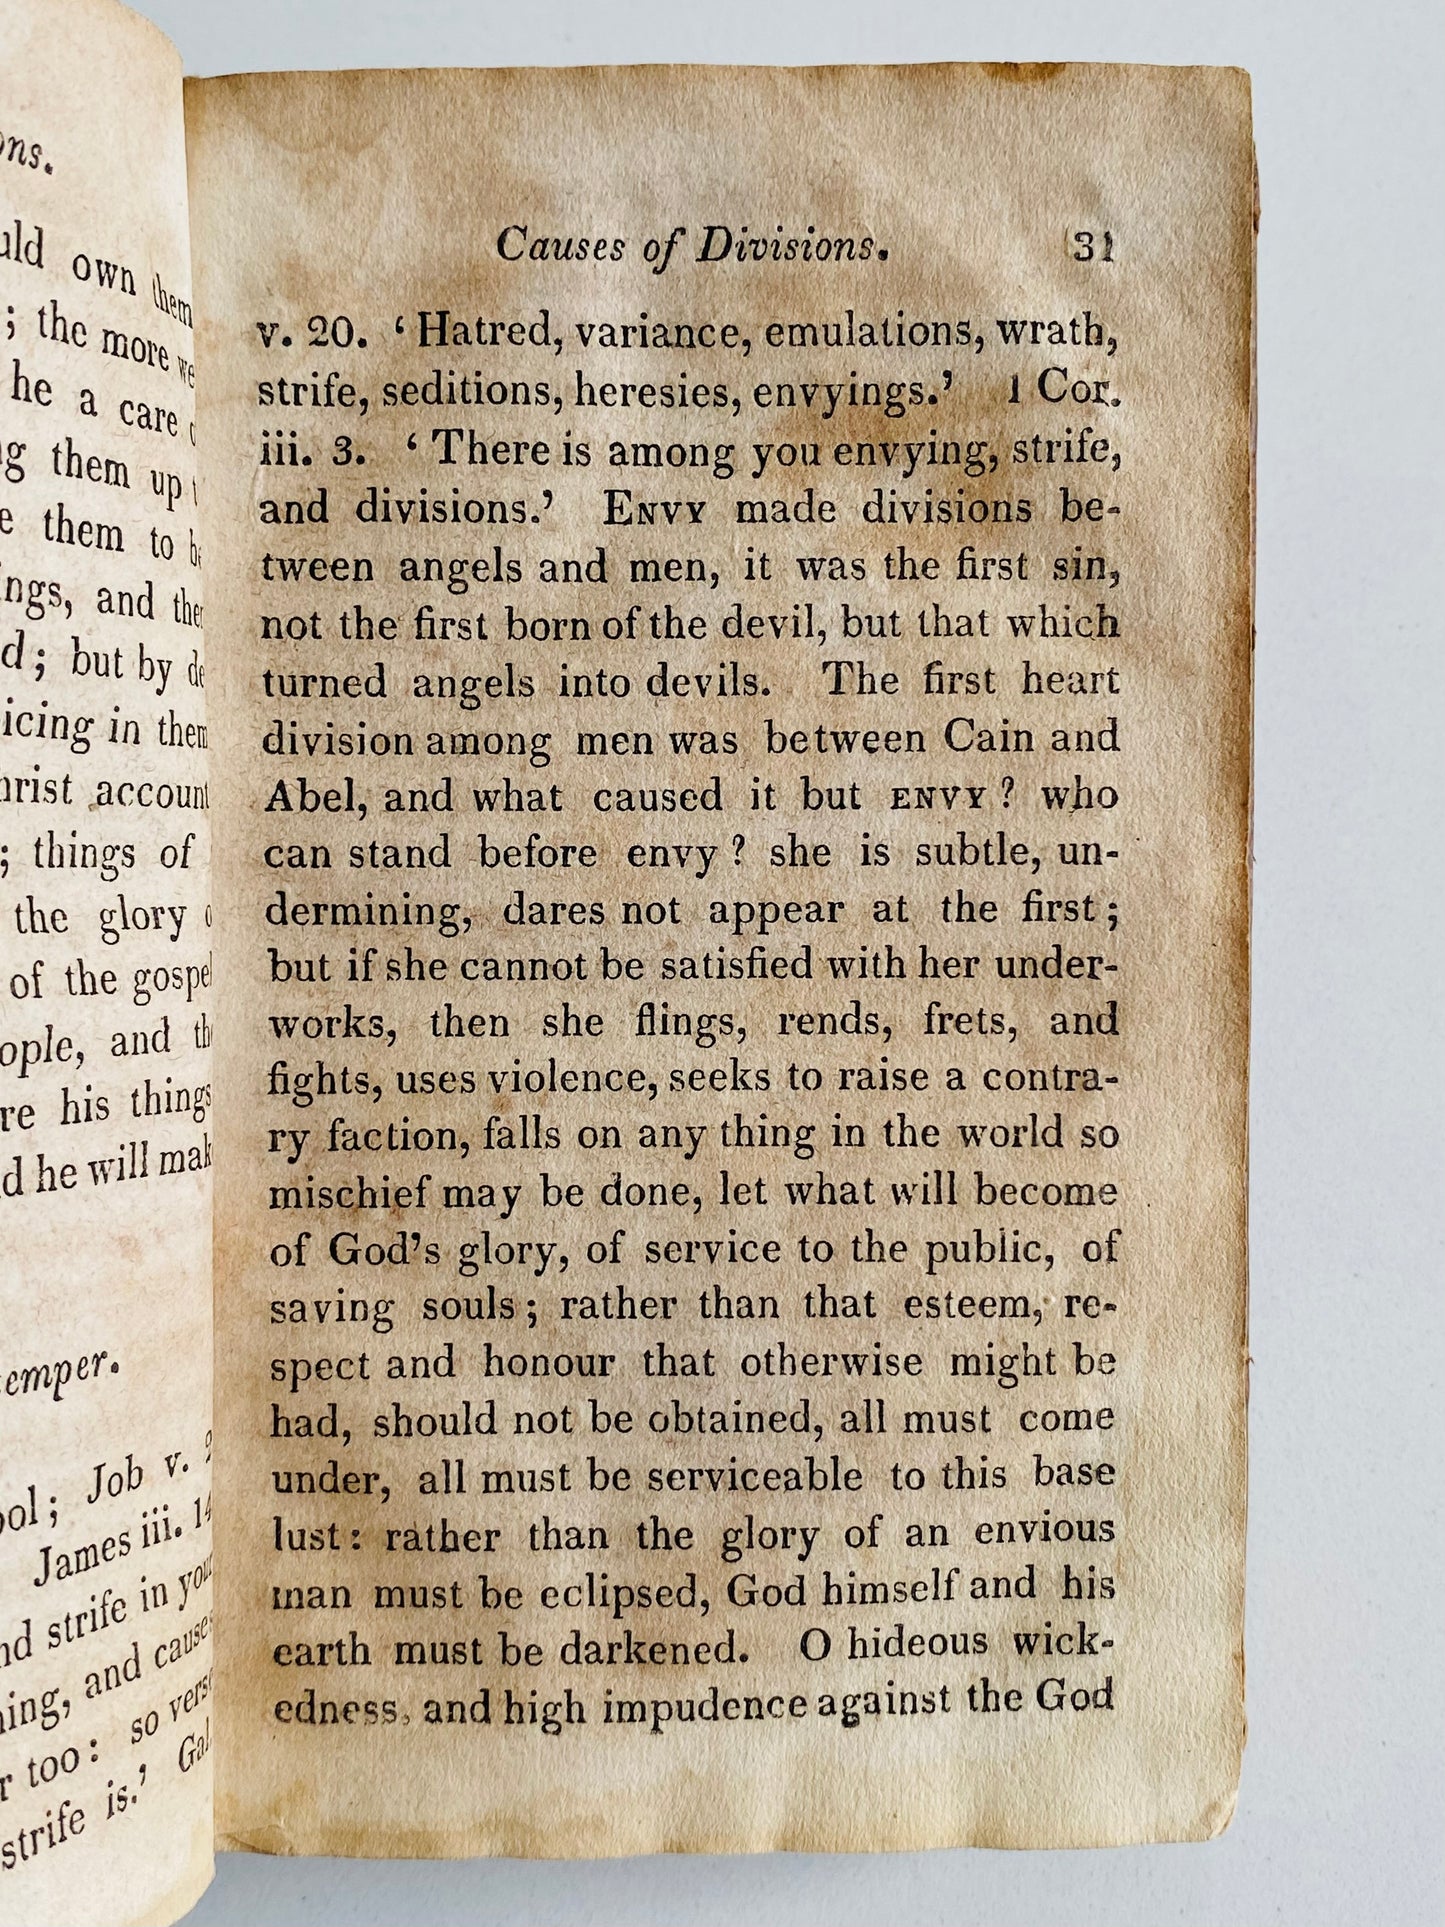 ons.
uld own them
; the more we
he a care
ng them up
e them to
ings, and
d; but by
icing in them
hrist account
; things of
the glory
of the gospel
ople, and
re his things
d he will
emper.
ool; Job v.
James iii. 14
nd strife in your
ning, and
r too: so verse
strife is.' Gal.
Causes of Divisions. 31
v. 20. ‘ Hatred, variance, emulations, wrath,
strife, seditions, heresies, envyings.’ 1 Cor.
iii. 3. ‘ There is among you envying, strife,
and divisions.’ ENVY made divisions be-
tween angels and men, it was the first sin,
not the first born of the devil, but that which
turned angels into devils. The first heart
division among men was between Cain and
Abel, and what caused it but ENVY ? who
can stand before envy ? she is subtle, un-
dermining, dares not appear at the first ;
but if she cannot be satisfied with her under-
works, then she flings, rends, frets, and
fights, uses violence, seeks to raise a contra-
ry faction, falls on any thing in the world so
mischief may be done, let what will become
of God’s glory, of service to the public, of
saving souls ; rather than that esteem, re-
spect and honour that otherwise might be
had, should not be obtained, all must come
under, all must be serviceable to this base
lust : rather than the glory of an envious
man must be eclipsed, God himself and his
earth must be darkened. O hideous wick-
edness, and high impudence against the God